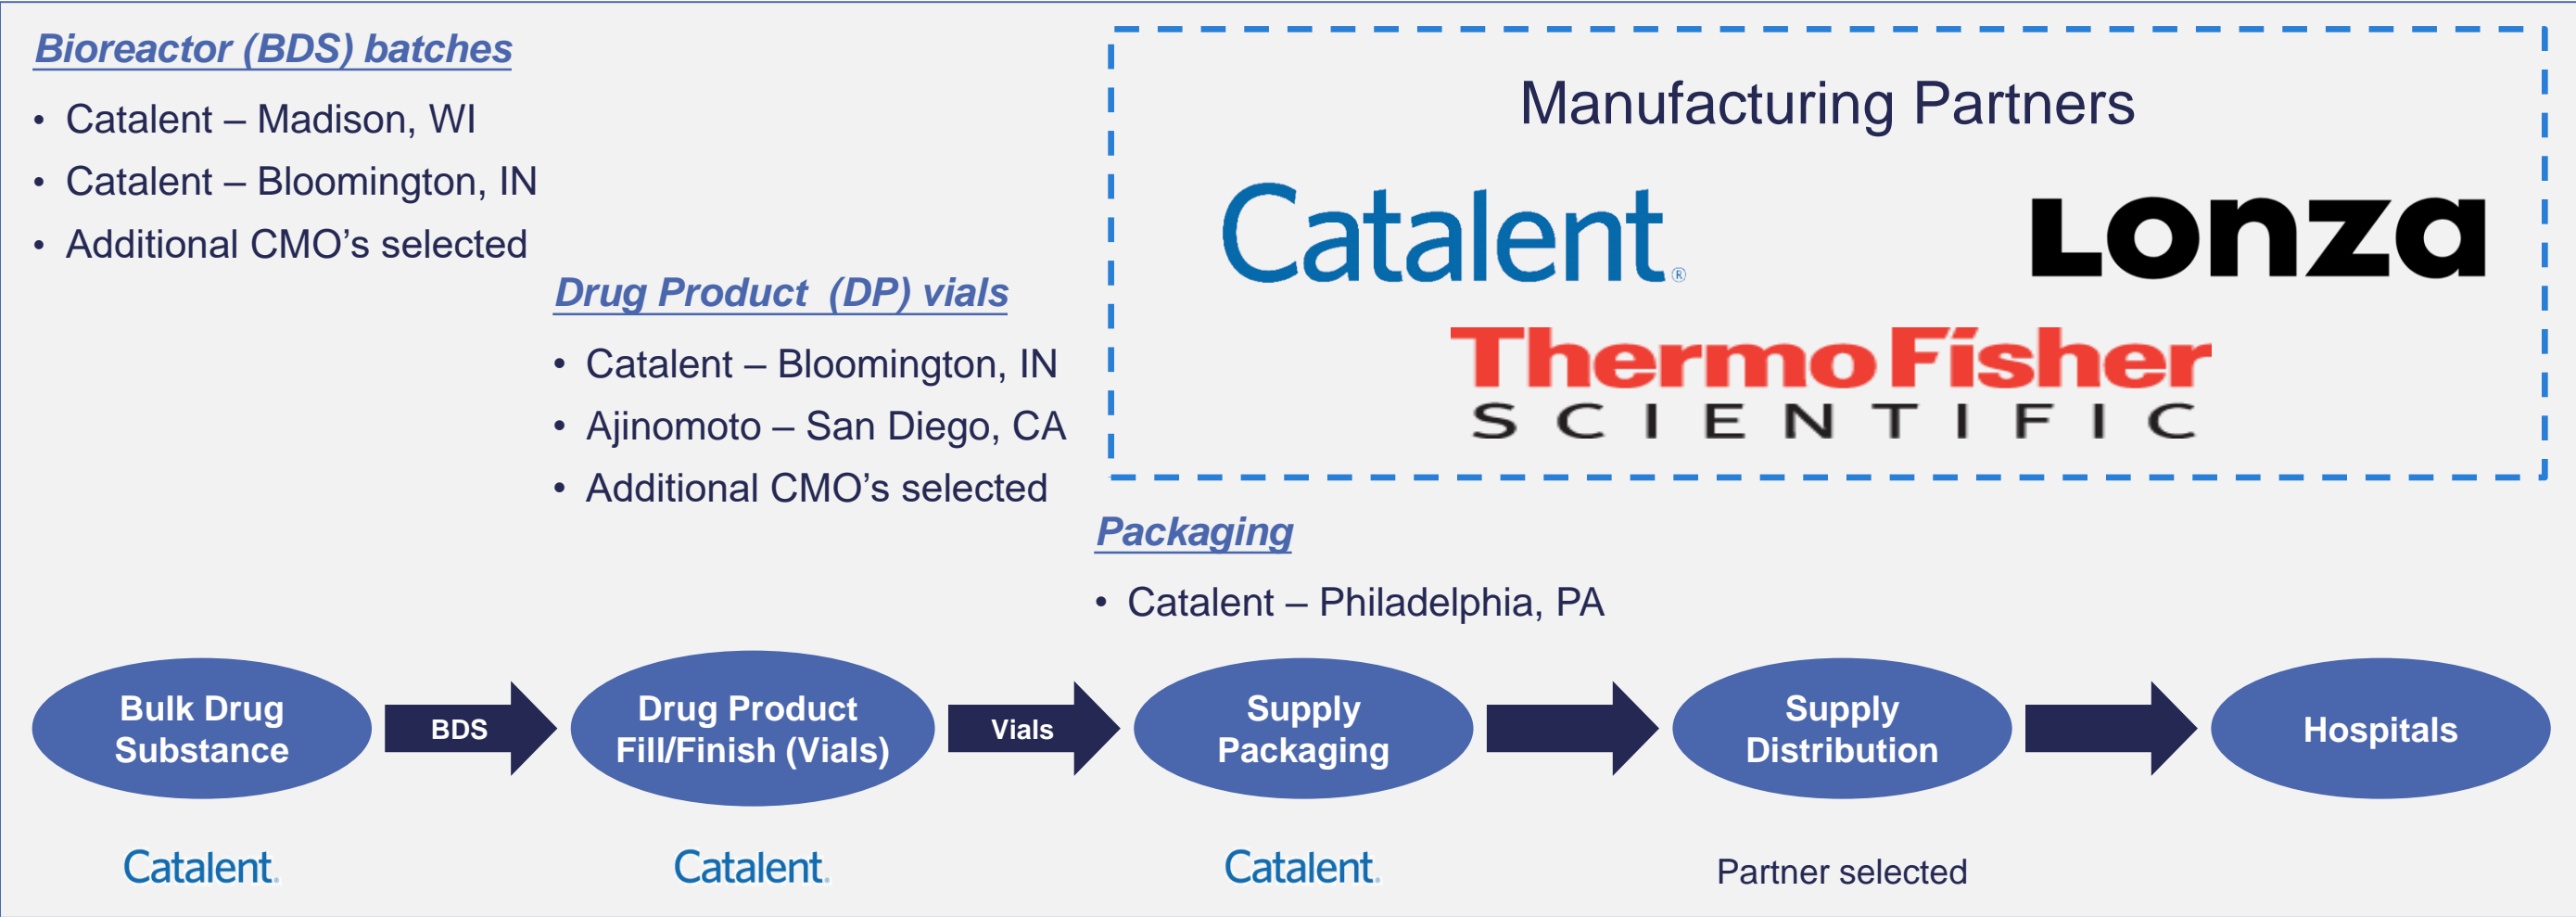 Bioreactor (BDS) batches
• Catalent – Madison, WI
• Catalent – Bloomington, IN
• Additional CMO’s selected
Drug Product (DP) vials
• Catalent – Bloomington, IN
• Ajinomoto – San Diego, CA
• Additional CMO’s selected
Manufacturing Partners
Catalent®
Lonza
ThermoFisher
SCIENTIFIC
Packaging
• Catalent – Philadelphia, PA
Bulk Drug
Substance
BDS
Drug Product
Fill/Finish (Vials)
Vials
Supply
Packaging
Supply
Distribution
Hospitals
Catalent.
Catalent.
Catalent.
Partner selected